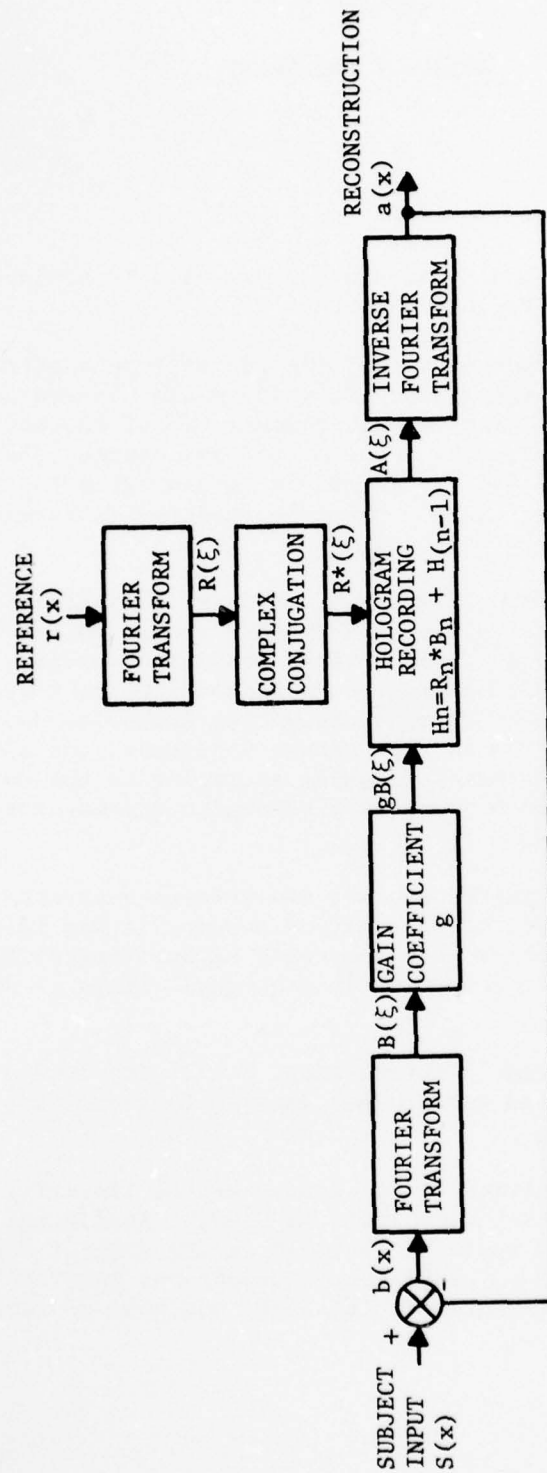 REFERENCE
r(x)
FOURIER
TRANSFORM
R(ξ)
COMPLEX
CONJUGATION
R*(ξ)
SUBJECT
INPUT
S(x)
+
-
b(x)
FOURIER
TRANSFORM
B(ξ)
GAIN
COEFFICIENT
g
gB(ξ)
HOLOGRAM
RECORDING
Hn=Rn*Bn + H(n-1)
A(ξ)
INVERSE
FOURIER
TRANSFORM
RECONSTRUCTION
a(x)